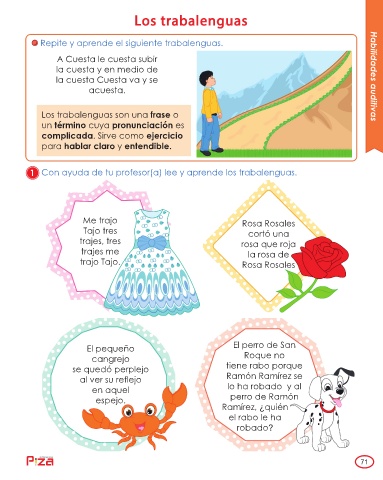 Los trabalenguas
Repite y aprende el siguiente trabalenguas.
A Cuesta le cuesta subir
la cuesta y en medio de
la cuesta Cuesta va y se
acuesta.
Los trabalenguas son una frase o
un término cuya pronunciación es
complicada. Sirve como ejercicio
para hablar claro y entendible.
Habilidades auditivas
1 Con ayuda de tu profesor(a) lee y aprende los trabalenguas.
Me trajo
Tajo tres
trajes, tres
trajes me
trajo Tajo.
Rosa Rosales
cortó una
rosa que roja
la rosa de
Rosa Rosales
El pequeño
cangrejo
se quedó perplejo
al ver su reflejo
en aquel
espejo.
El perro de San
Roque no
tiene rabo porque
Ramón Ramírez se
lo ha robado y al
perro de Ramón
Ramírez, ¿quién
el rabo le ha
robado?
P:za
71